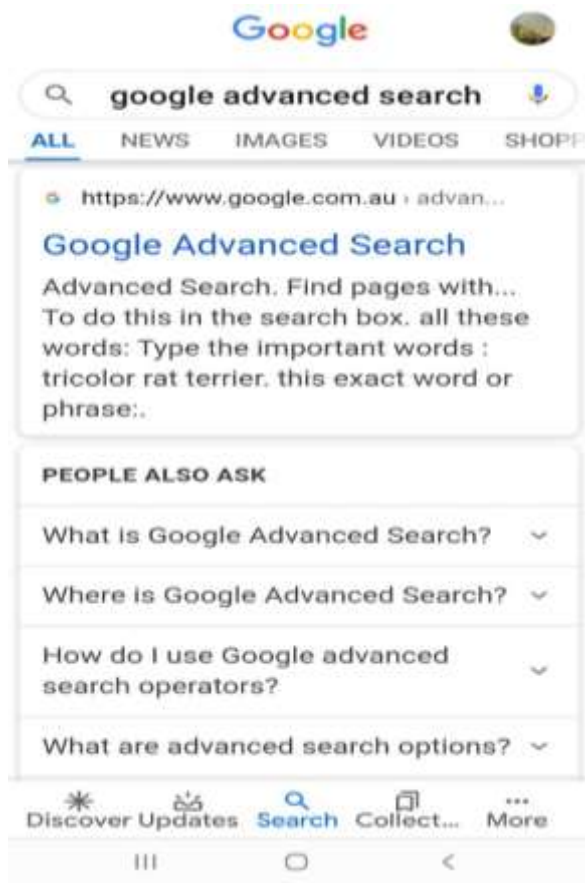 Google
google advanced search
ALL NEWS IMAGES VIDEOS SHOPP
https://www.google.com.au › advan...
Google Advanced Search
Advanced Search. Find pages with...
To do this in the search box. all these
words: Type the important words :
tricolor rat terrier. this exact word or
phrase:.
PEOPLE ALSO ASK
What is Google Advanced Search?
Where is Google Advanced Search?
How do I use Google advanced
search operators?
What are advanced search options?
Discover Updates Search Collect... More